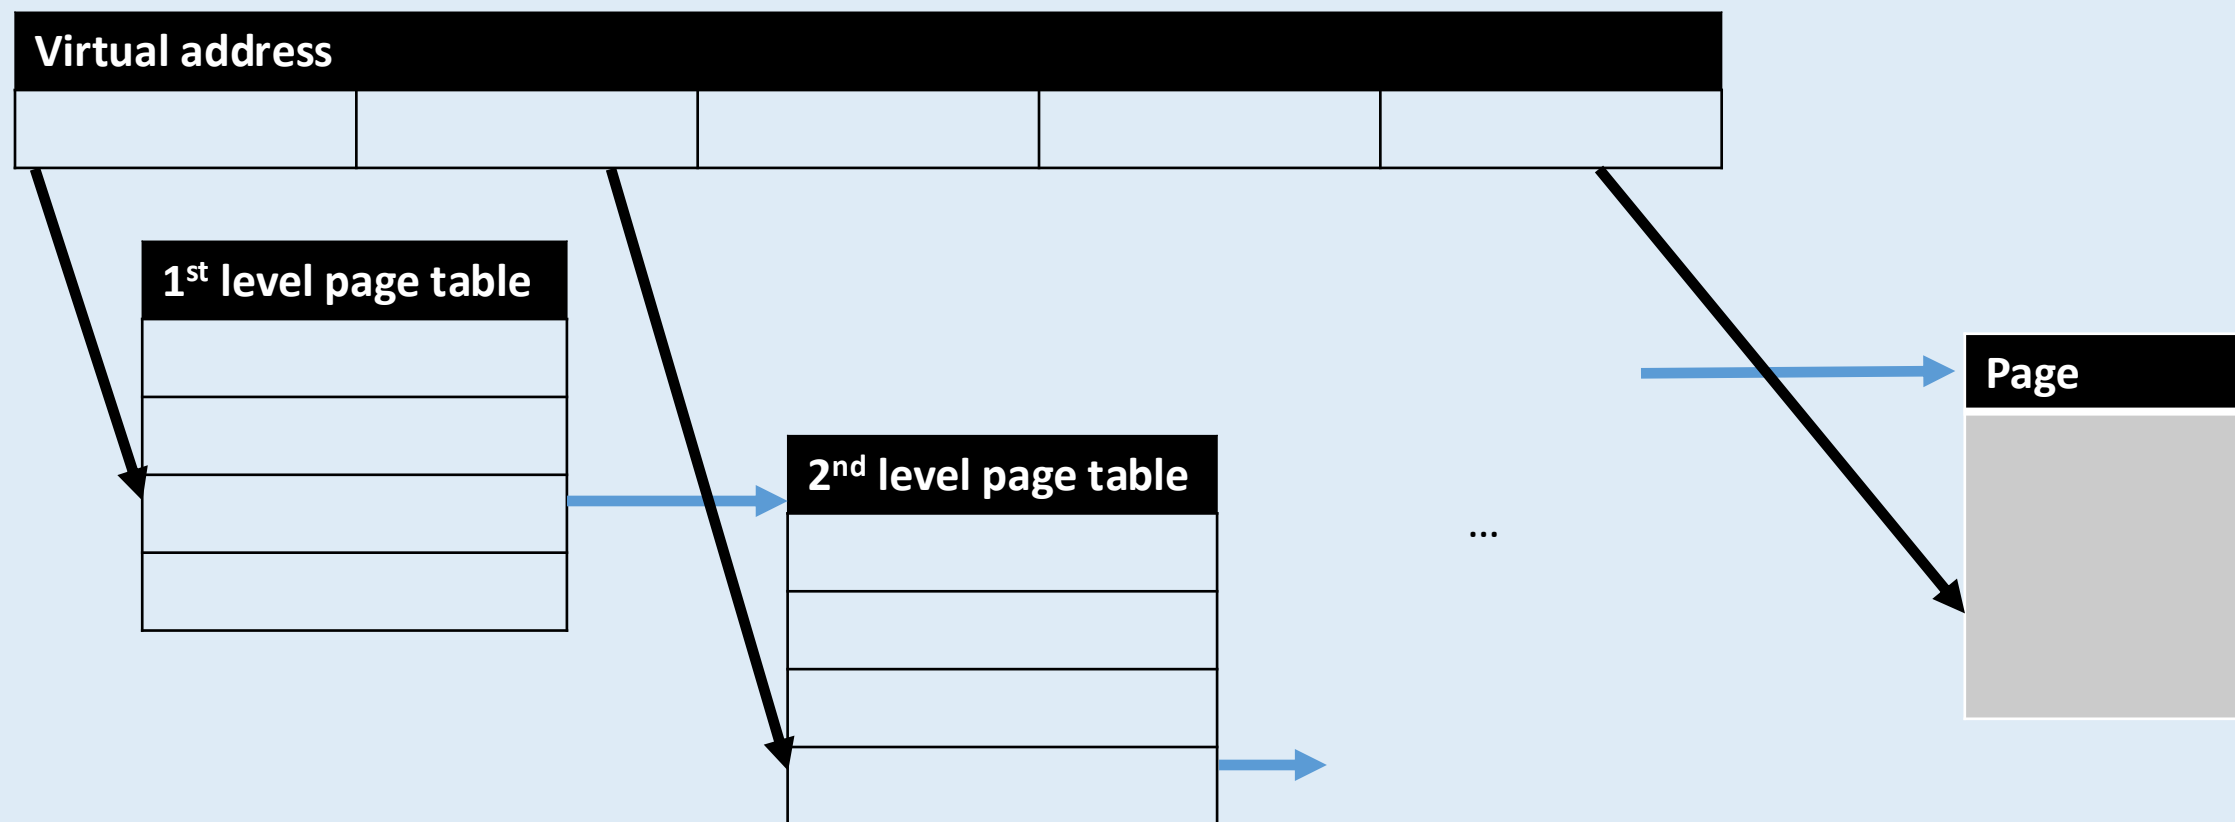 Virtual address
1st level page table
Page
2nd level page table
...